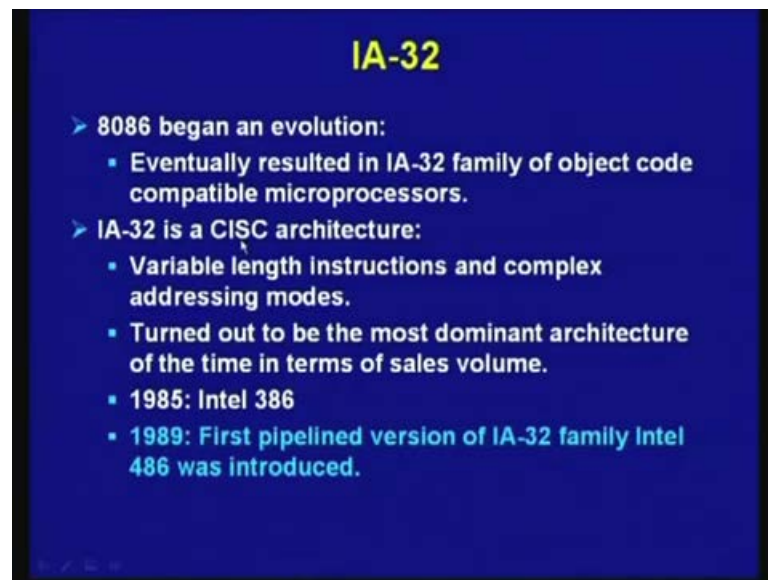 IA-32
➢ 8086 began an evolution:
▪ Eventually resulted in IA-32 family of object code
compatible microprocessors.
➢ IA-32 is a CISC architecture:
▪ Variable length instructions and complex
addressing modes.
▪ Turned out to be the most dominant architecture
of the time in terms of sales volume.
▪ 1985: Intel 386
▪ 1989: First pipelined version of IA-32 family Intel
486 was introduced.